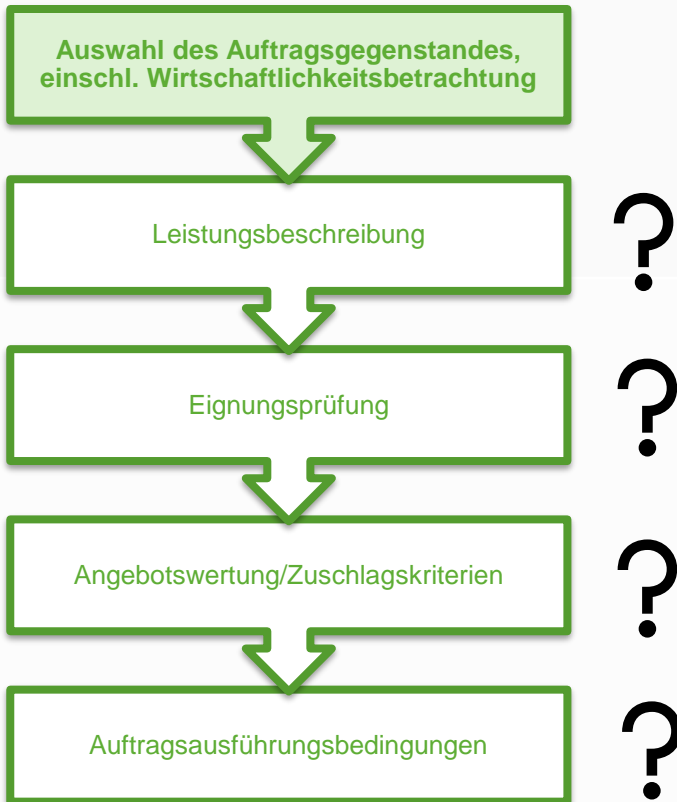 Auswahl des Auftragsgegenstandes,
einschl. Wirtschaftlichkeitsbetrachtung
Leistungsbeschreibung
?
Eignungsprüfung
?
Angebotswertung/Zuschlagskriterien
?
Auftragsausführungsbedingungen
?